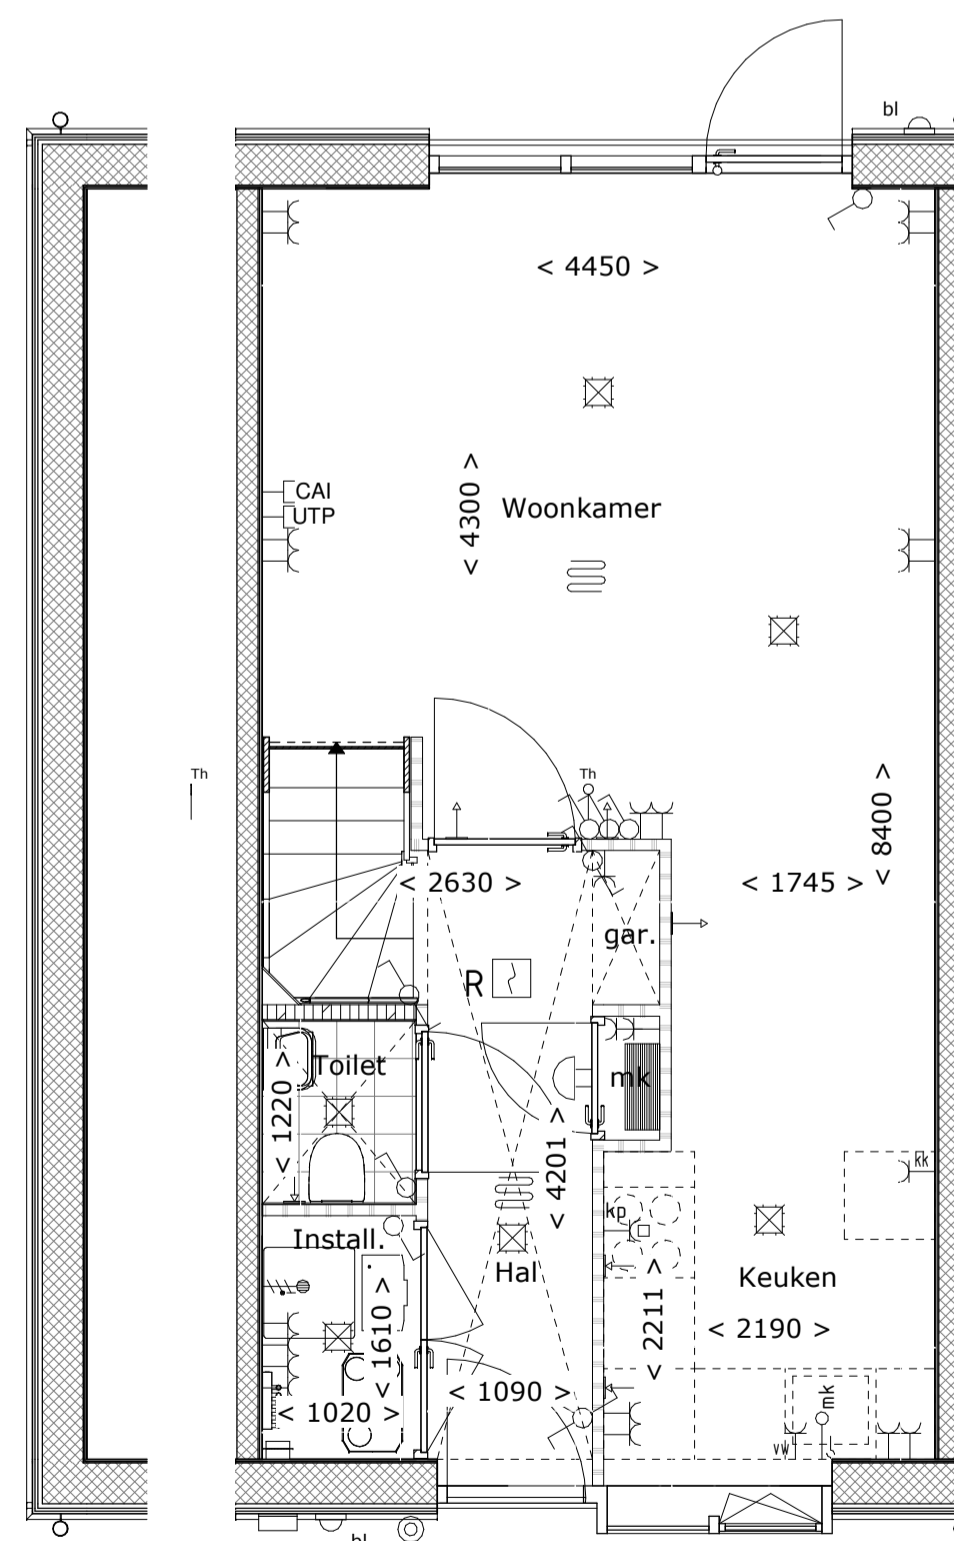 bl
< 4450 >
CAI
UTP
< 4300 >
Woonkamer
Th
Th
< 8400 >
< 2630 >
< 1745 >
gar.
R
Toilet
mk
< 1220 >
< 4201 >
kk
kp
Install.
Hal
Keuken
< 1610 >
< 2211 >
< 2190 >
< 1090 >
< 1020 >
mk
vw
bl